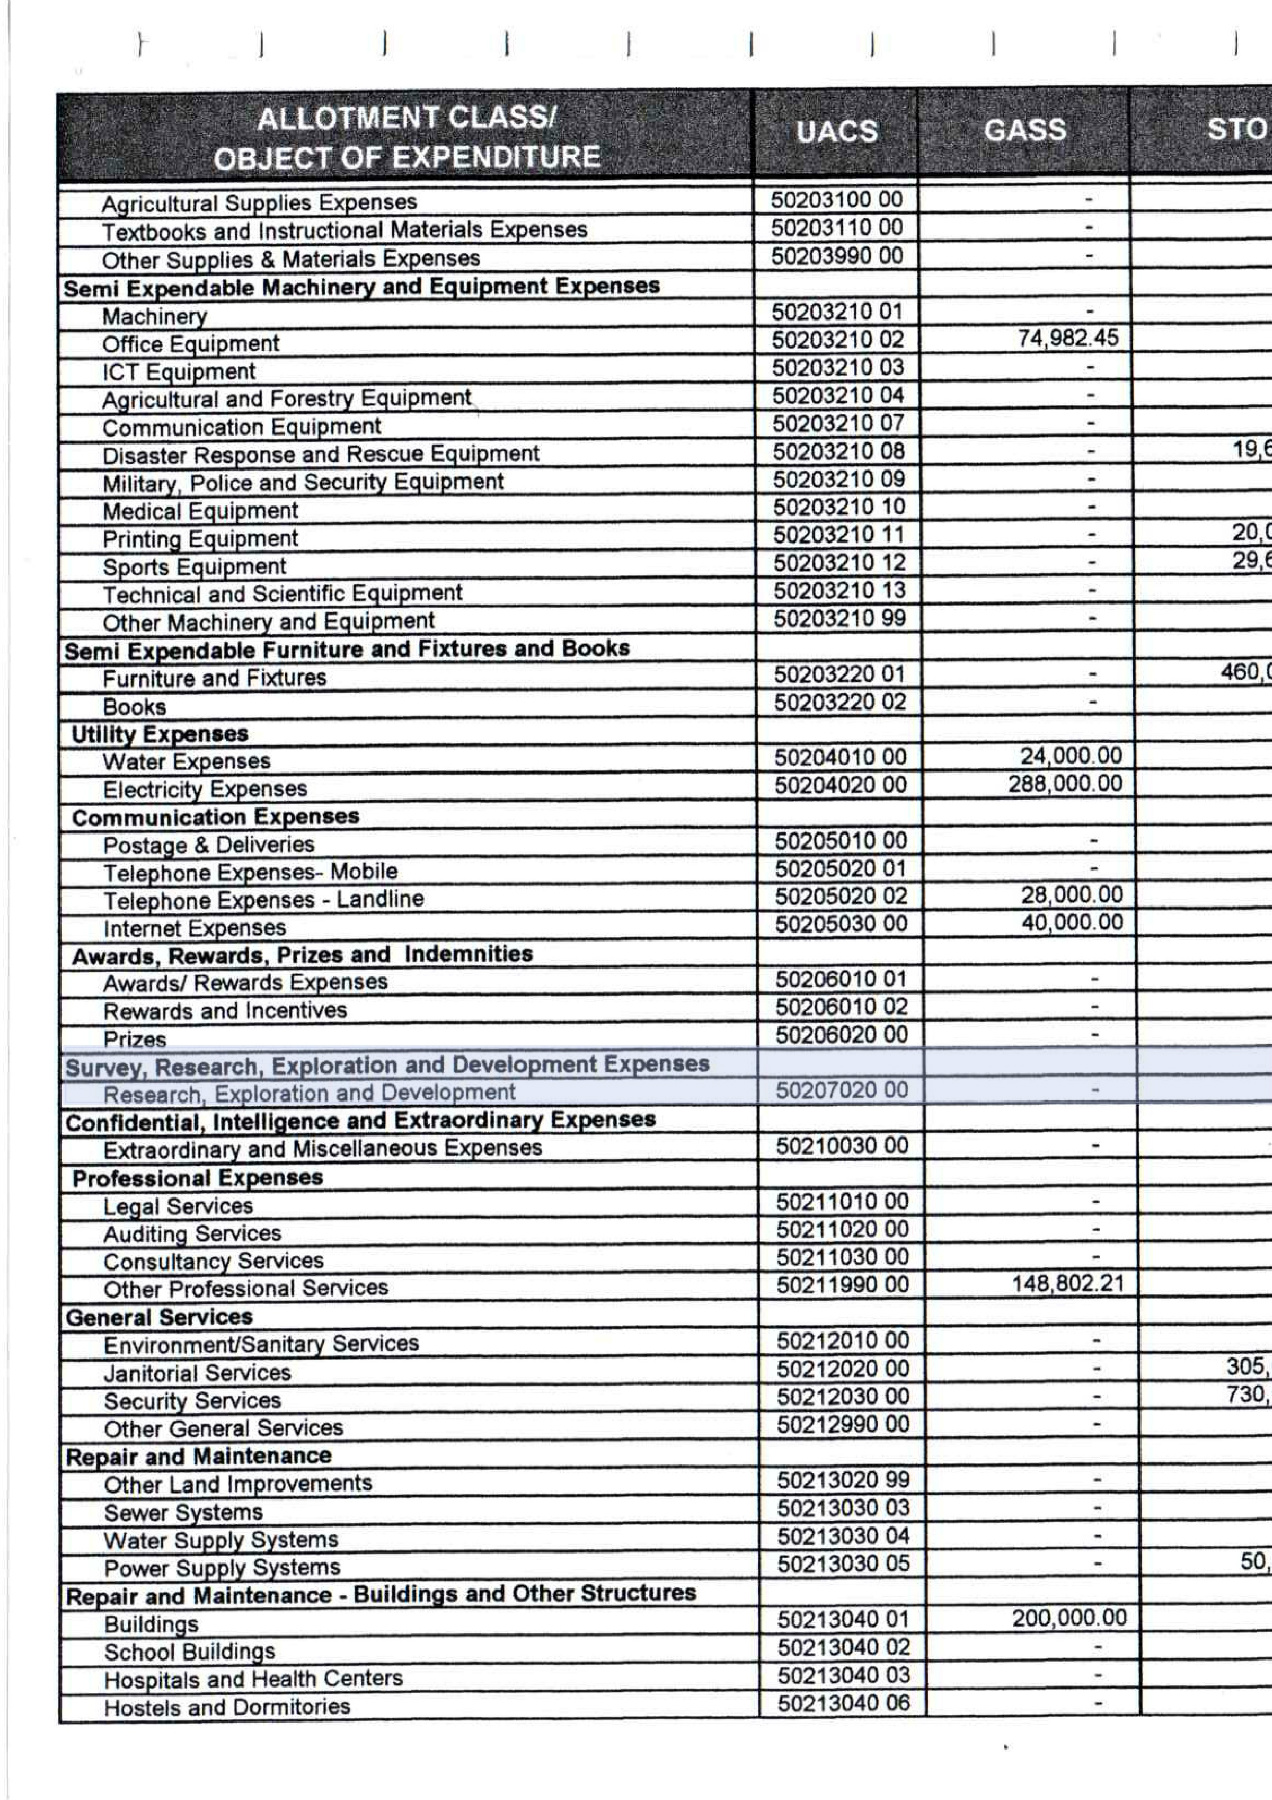 ALLOTMENT CLASS/ OBJECT OF EXPENDITURE UACS GASS STO
Agricultural Supplies Expenses 50203100 00 -
Textbooks and Instructional Materials Expenses 50203110 00 -
Other Supplies & Materials Expenses 50203990 00 -
Semi Expendable Machinery and Equipment Expenses
Machinery 50203210 01 -
Office Equipment 50203210 02 74,982.45
ICT Equipment 50203210 03 -
Agricultural and Forestry Equipment 50203210 04 -
Communication Equipment 50203210 07 -
Disaster Response and Rescue Equipment 50203210 08 - 19,6
Military, Police and Security Equipment 50203210 09 -
Medical Equipment 50203210 10 -
Printing Equipment 50203210 11 - 20,0
Sports Equipment 50203210 12 - 29,6
Technical and Scientific Equipment 50203210 13 -
Other Machinery and Equipment 50203210 99 -
Semi Expendable Furniture and Fixtures and Books
Furniture and Fixtures 50203220 01 - 460,0
Books 50203220 02 -
Utility Expenses
Water Expenses 50204010 00 24,000.00
Electricity Expenses 50204020 00 288,000.00
Communication Expenses
Postage & Deliveries 50205010 00 -
Telephone Expenses- Mobile 50205020 01 -
Telephone Expenses - Landline 50205020 02 28,000.00
Internet Expenses 50205030 00 40,000.00
Awards, Rewards, Prizes and Indemnities
Awards/ Rewards Expenses 50206010 01 -
Rewards and Incentives 50206010 02 -
Prizes 50206020 00 -
Survey, Research, Exploration and Development Expenses
Research, Exploration and Development 50207020 00 -
Confidential, Intelligence and Extraordinary Expenses
Extraordinary and Miscellaneous Expenses 50210030 00 -
Professional Expenses
Legal Services 50211010 00 -
Auditing Services 50211020 00 -
Consultancy Services 50211030 00 -
Other Professional Services 50211990 00 148,802.21
General Services
Environment/Sanitary Services 50212010 00 -
Janitorial Services 50212020 00 - 305,
Security Services 50212030 00 - 730,
Other General Services 50212990 00 -
Repair and Maintenance
Other Land Improvements 50213020 99 -
Sewer Systems 50213030 03 -
Water Supply Systems 50213030 04 -
Power Supply Systems 50213030 05 - 50,
Repair and Maintenance - Buildings and Other Structures
Buildings 50213040 01 200,000.00
School Buildings 50213040 02 -
Hospitals and Health Centers 50213040 03 -
Hostels and Dormitories 50213040 06 -